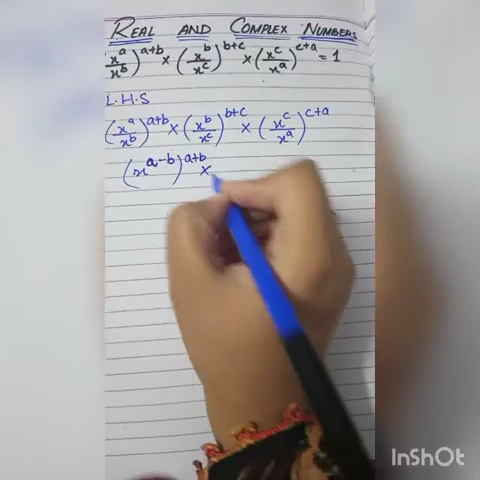 REAL AND COMPLEX NUMBERS
(x^a/x^b)^{a+b} × (x^b/x^c)^{b+c} × (x^c/x^a)^{c+a} = 1
L.H.S
(x^a/x^b)^{a+b} × (x^b/x^c)^{b+c} × (x^c/x^a)^{c+a}
(x^{a-b})^{a+b} ×
InShOt